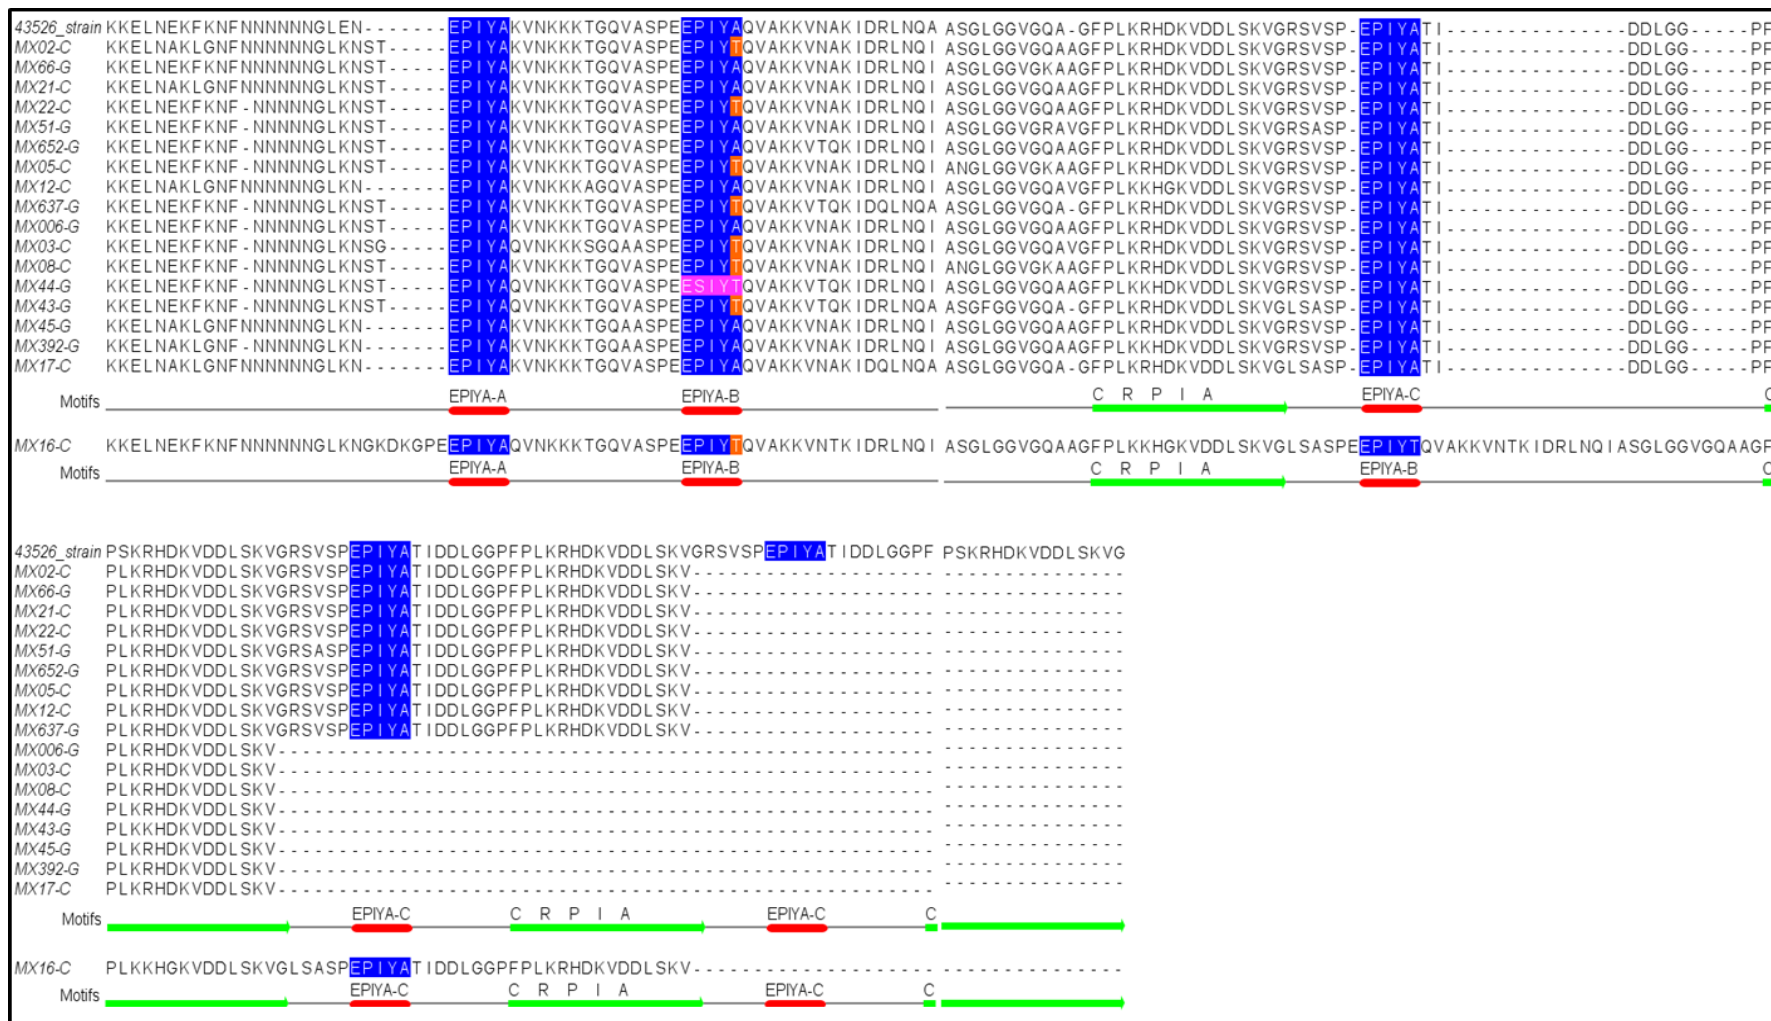 43526_strain KKELNEKFKNFNNNNNNGLEN-------EPIYAKVNKKKTGQVASPEEPIYAQVAKKVNAKIDRLNQA ASGLGGVGQA-GFPLKRHDKVDDLSKVGRSVSP-EPIYATI---------------DDLGG-----PF
MX02-C KKELNAKLGNFNNNNNNGLKNST-----EPIYAKVNKKKTGQVASPEEPIYTQVAKKVNAKIDRLNQI ASGLGGVGQAAGFPLKRHDKVDDLSKVGRSVSP-EPIYATI---------------DDLGG-----PF
MX66-G KKELNEKFKNF-NNNNNGLKNST-----EPIYAKVNKKKTGQVASPEEPIYAQVAKKVNAKIDRLNQI ASGLGGVGKAAGFPLKRHDKVDDLSKVGRSVSP-EPIYATI---------------DDLGG-----PF
MX21-C KKELNAKLGNFNNNNNNGLKNST-----EPIYAKVNKKKTGQVASPEEPIYAQVAKKVNAKIDRLNQI ASGLGGVGQAAGFPLKRHDKVDDLSKVGRSVSP-EPIYATI---------------DDLGG-----PF
MX22-C KKELNEKFKNF-NNNNNGLKNST-----EPIYAKVNKKKTGQVASPEEPIYTQVAKKVNAKIDRLNQI ASGLGGVGQAAGFPLKRHDKVDDLSKVGRSVSP-EPIYATI---------------DDLGG-----PF
MX51-G KKELNEKFKNF-NNNNNGLKNST-----EPIYAKVNKKKTGQVASPEEPIYAQVAKKVNAKIDRLNQI ASGLGGVGRAVGFPLKRHDKVDDLSKVGRSASP-EPIYATI---------------DDLGG-----PF
MX652-G KKELNEKFKNF-NNNNNGLKNST-----EPIYAKVNKKKTGQVASPEEPIYAQVAKKVTQKIDRLNQI ASGLGGVGQAAGFPLKRHDKVDDLSKVGRSVSP-EPIYATI---------------DDLGG-----PF
MX05-C KKELNEKFKNF-NNNNNGLKNST-----EPIYAKVNKKKTGQVASPEEPIYTQVAKKVNAKIDRLNQI ANGLGGVGKAAGFPLKRHDKVDDLSKVGRSVSP-EPIYATI---------------DDLGG-----PF
MX12-C KKELNAKLGNFNNNNNNGLKN-------EPIYAKVNKKKAGQVASPEEPIYAQVAKKVNAKIDRLNQI ASGLGGVGQAVGFPLKKHGKVDDLSKVGRSVSP-EPIYATI---------------DDLGG-----PF
MX637-G KKELNEKFKNF-NNNNNGLKNST-----EPIYAKVNKKKTGQVASPEEPIYTQVAKKVTQKIDQLNQA ASGLGGVGQA-GFPLKRHDKVDDLSKVGRSVSP-EPIYATI---------------DDLGG-----PF
MX006-G KKELNEKFKNF-NNNNNGLKNST-----EPIYAKVNKKKTGQVASPEEPIYAQVAKKVNAKIDRLNQI ASGLGGVGQAAGFPLKRHDKVDDLSKVGRSVSP-EPIYATI---------------DDLGG-----PF
MX03-C KKELNEKFKNF-NNNNNGLKNSG-----EPIYAQVNKKKSGQAASPEEPIYTQVAKKVNAKIDRLNQI ASGLGGVGQAVGFPLKRHDKVDDLSKVGRSVSP-EPIYATI---------------DDLGG-----PF
MX08-C KKELNEKFKNF-NNNNNGLKNST-----EPIYAKVNKKKTGQVASPEEPIYTQVAKKVNAKIDRLNQI ANGLGGVGKAAGFPLKRHDKVDDLSKVGRSVSP-EPIYATI---------------DDLGG-----PF
MX44-G KKELNEKFKNF-NNNNNGLKNST-----EPIYAQVNKKKTGQVASPEESIYTQVAKKVTQKIDRLNQI ASGLGGVGQAAGFPLKRHDKVDDLSKVGRSVSP-EPIYATI---------------DDLGG-----PF
MX43-G KKELNEKFKNF-NNNNNGLKNST-----EPIYAQVNKKKTGQVASPEEPIYTQVAKKVTQKIDRLNQA ASGFGGVGQA-GFPLKRHDKVDDLSKVGLSASP-EPIYATI---------------DDLGG-----PF
MX45-G KKELNAKLGNFNNNNNNGLKN-------EPIYAKVNKKKTGQAASPEEPIYAQVAKKVNAKIDRLNQI ASGLGGVGQAAGFPLKRHDKVDDLSKVGRSVSP-EPIYATI---------------DDLGG-----PF
MX392-G KKELNAKLGNF-NNNNNGLKN-------EPIYAKVNKKKTGQAASPEEPIYAQVAKKVNAKIDRLNQI ASGLGGVGQAAGFPLKKHDKVDDLSKVGRSVSP-EPIYATI---------------DDLGG-----PF
MX17-C KKELNAKLGNFNNNNNNGLKN-------EPIYAKVNKKKTGQVASPEEPIYAQVAKKVNAKIDQLNQA ASGLGGVGQA-GFPLKRHDKVDDLSKVGLSASP-EPIYATI---------------DDLGG-----PF
Motifs EPIYA-A EPIYA-B C R P I A EPIYA-C C
MX16-C KKELNEKFKNFNNNNNNGLKNGKDKGPEEPIYAQVNKKKTGQVASPEEPIYTQVAKKVNTKIDRLNQI ASGLGGVGQAAGFPLKKHGKVDDLSKVGLSASPEEPIYTQVAKKVNTKIDRLNQIASGLGGVGQAAGF
Motifs EPIYA-A EPIYA-B C R P I A EPIYA-B C
43526_strain PSKRHDKVDDLSKVGRSVSPEPIYATIDDLGGPFPLKRHDKVDDLSKVGRSVSPEPIYATIDDLGGPF PSKRHDKVDDLSKVG
MX02-C PLKRHDKVDDLSKVGRSVSPEPIYATIDDLGGPFPLKRHDKVDDLSKV-------------------- ---------------
MX66-G PLKRHDKVDDLSKVGRSVSPEPIYATIDDLGGPFPLKRHDKVDDLSKV-------------------- ---------------
MX21-C PLKRHDKVDDLSKVGRSVSPEPIYATIDDLGGPFPLKRHDKVDDLSKV-------------------- ---------------
MX22-C PLKRHDKVDDLSKVGRSVSPEPIYATIDDLGGPFPLKRHDKVDDLSKV-------------------- ---------------
MX51-G PLKRHDKVDDLSKVGRSASPEPIYATIDDLGGPFPLKRHDKVDDLSKV-------------------- ---------------
MX652-G PLKRHDKVDDLSKVGRSVSPEPIYATIDDLGGPFPLKRHDKVDDLSKV-------------------- ---------------
MX05-C PLKRHDKVDDLSKVGRSVSPEPIYATIDDLGGPFPLKRHDKVDDLSKV-------------------- ---------------
MX12-C PLKRHDKVDDLSKVGRSVSPEPIYATIDDLGGPFPLKRHDKVDDLSKV-------------------- ---------------
MX637-G PLKRHDKVDDLSKVGRSVSPEPIYATIDDLGGPFPLKRHDKVDDLSKV-------------------- ---------------
MX006-G PLKRHDKVDDLSKV------------------------------------------------------ ---------------
MX03-C PLKRHDKVDDLSKV------------------------------------------------------ ---------------
MX08-C PLKRHDKVDDLSKV------------------------------------------------------ ---------------
MX44-G PLKRHDKVDDLSKV------------------------------------------------------ ---------------
MX43-G PLKKHDKVDDLSKV------------------------------------------------------ ---------------
MX45-G PLKRHDKVDDLSKV------------------------------------------------------ ---------------
MX392-G PLKRHDKVDDLSKV------------------------------------------------------ ---------------
MX17-C PLKRHDKVDDLSKV------------------------------------------------------ ---------------
Motifs EPIYA-C C R P I A EPIYA-C C
MX16-C PLKKHGKVDDLSKVGLSASPEPIYATIDDLGGPFPLKRHDKVDDLSKV-------------------- ---------------
Motifs EPIYA-C C R P I A EPIYA-C C